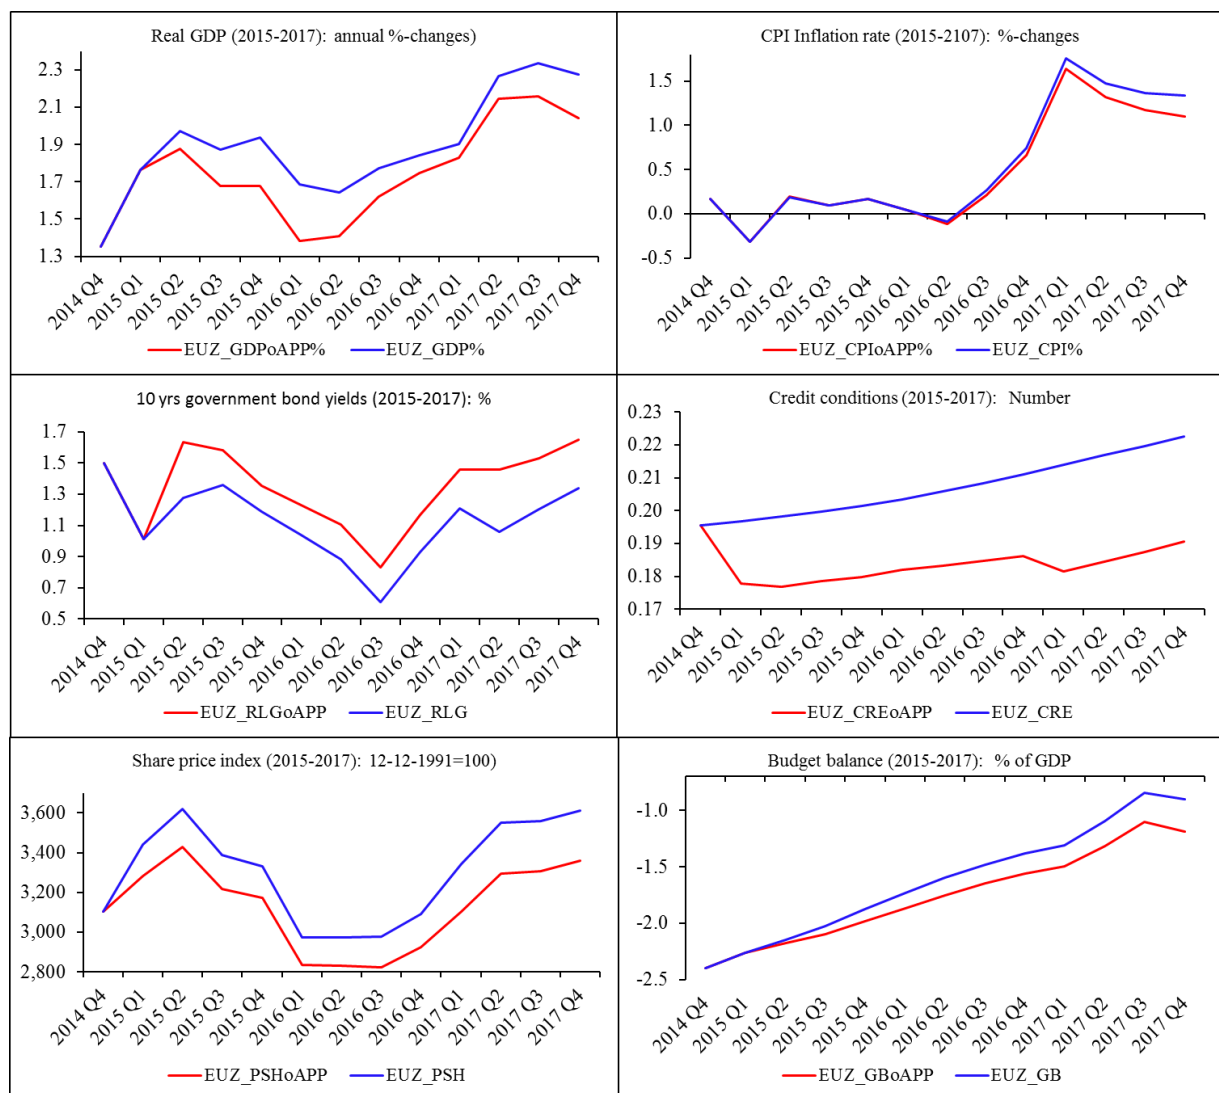 Real GDP (2015-2017): annual %-changes)
2.3
2.1
1.9
1.7
1.5
1.3
2014 Q4
2015 Q1
2015 Q2
2015 Q3
2015 Q4
2016 Q1
2016 Q2
2016 Q3
2016 Q4
2017 Q1
2017 Q2
2017 Q3
2017 Q4
EUZ_GDPoAPP% EUZ_GDP%
CPI Inflation rate (2015-2107): %-changes
1.5
1.0
0.5
0.0
-0.5
2014 Q4
2015 Q1
2015 Q2
2015 Q3
2015 Q4
2016 Q1
2016 Q2
2016 Q3
2016 Q4
2017 Q1
2017 Q2
2017 Q3
2017 Q4
EUZ_CPIoAPP% EUZ_CPI%
10 yrs government bond yields (2015-2017): %
1.7
1.5
1.3
1.1
0.9
0.7
0.5
2014 Q4
2015 Q1
2015 Q2
2015 Q3
2015 Q4
2016 Q1
2016 Q2
2016 Q3
2016 Q4
2017 Q1
2017 Q2
2017 Q3
2017 Q4
EUZ_RLGoAPP EUZ_RLG
Credit conditions (2015-2017): Number
0.23
0.22
0.21
0.20
0.19
0.18
0.17
2014 Q4
2015 Q1
2015 Q2
2015 Q3
2015 Q4
2016 Q1
2016 Q2
2016 Q3
2016 Q4
2017 Q1
2017 Q2
2017 Q3
2017 Q4
EUZ_CREoAPP EUZ_CRE
Share price index (2015-2017): 12-12-1991=100)
3,600
3,400
3,200
3,000
2,800
2014 Q4
2015 Q1
2015 Q2
2015 Q3
2015 Q4
2016 Q1
2016 Q2
2016 Q3
2016 Q4
2017 Q1
2017 Q2
2017 Q3
2017 Q4
EUZ_PSHoAPP EUZ_PSH
Budget balance (2015-2017): % of GDP
-1.0
-1.5
-2.0
-2.5
2014 Q4
2015 Q1
2015 Q2
2015 Q3
2015 Q4
2016 Q1
2016 Q2
2016 Q3
2016 Q4
2017 Q1
2017 Q2
2017 Q3
2017 Q4
EUZ_GBoAPP EUZ_GB